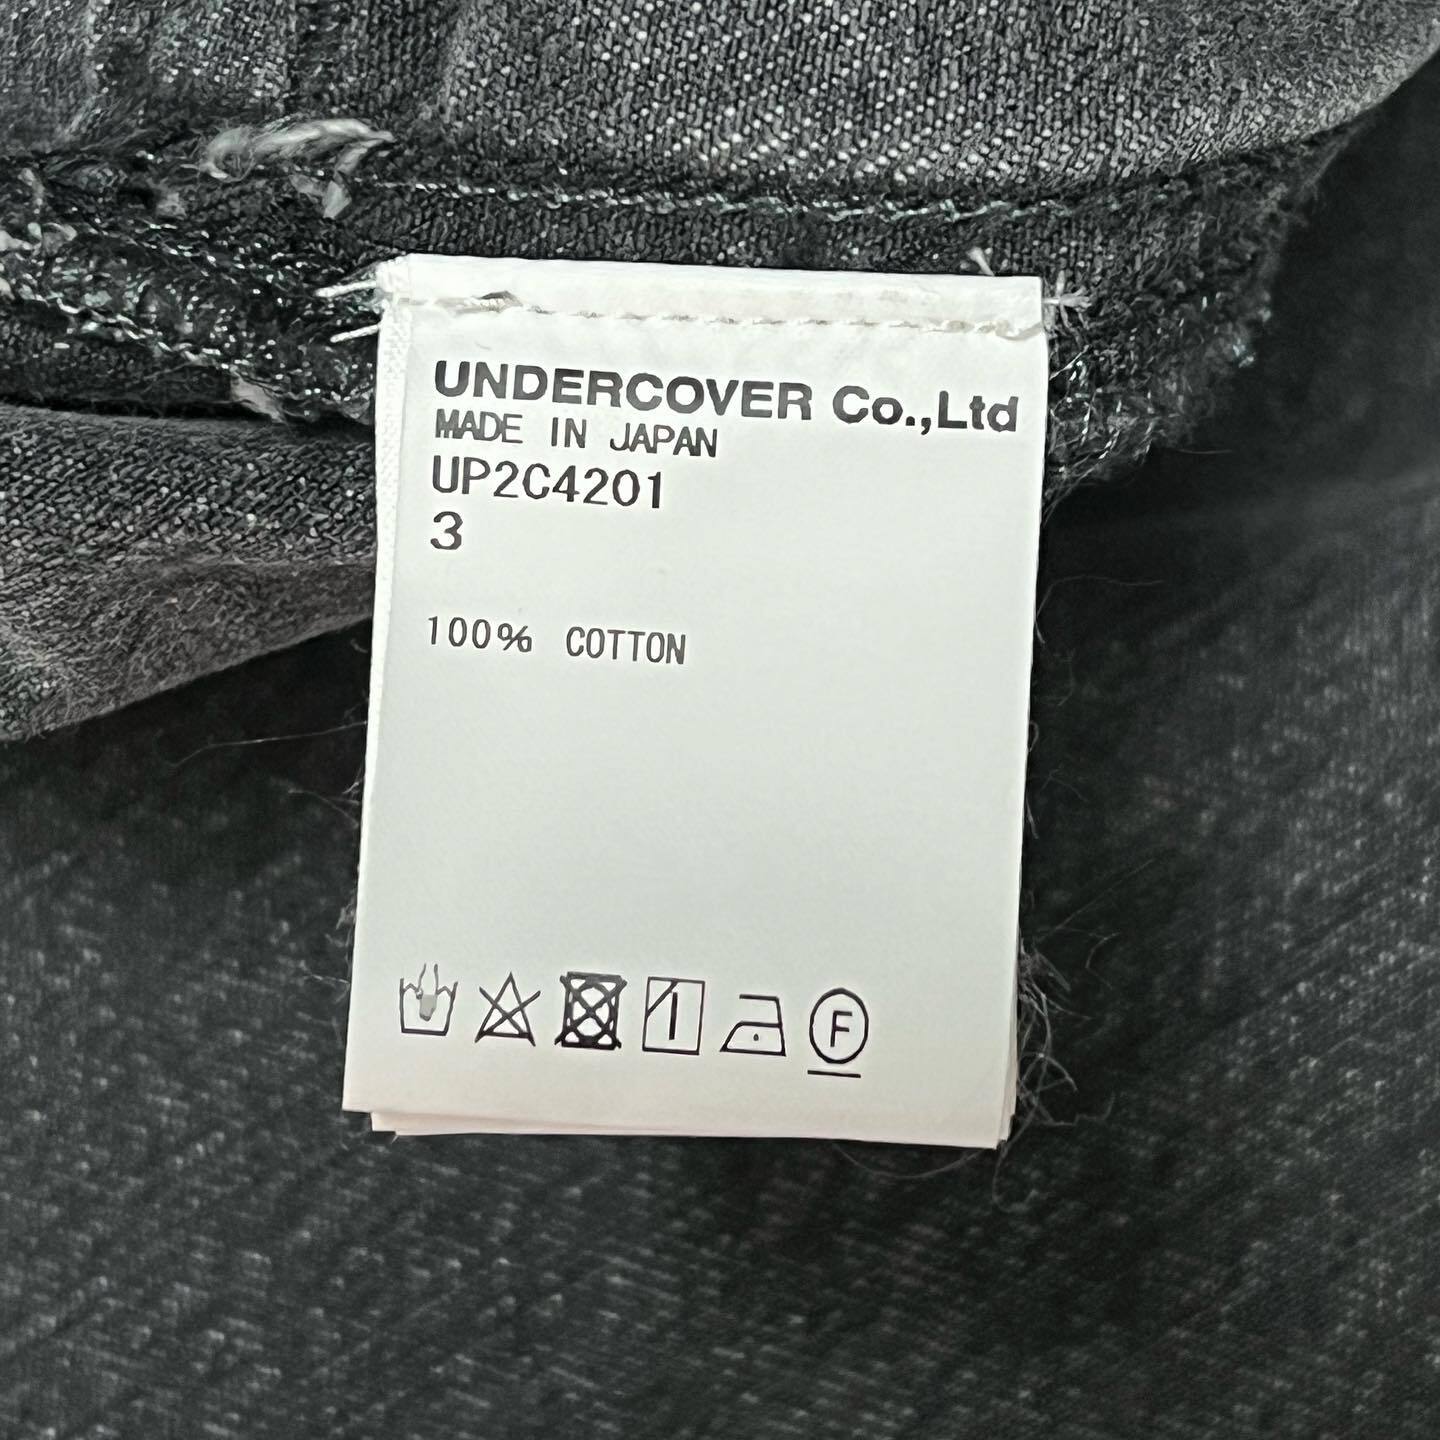 UNDERCOVER Co.,Ltd
MADE IN JAPAN
UP2C4201
3
100% COTTON
F